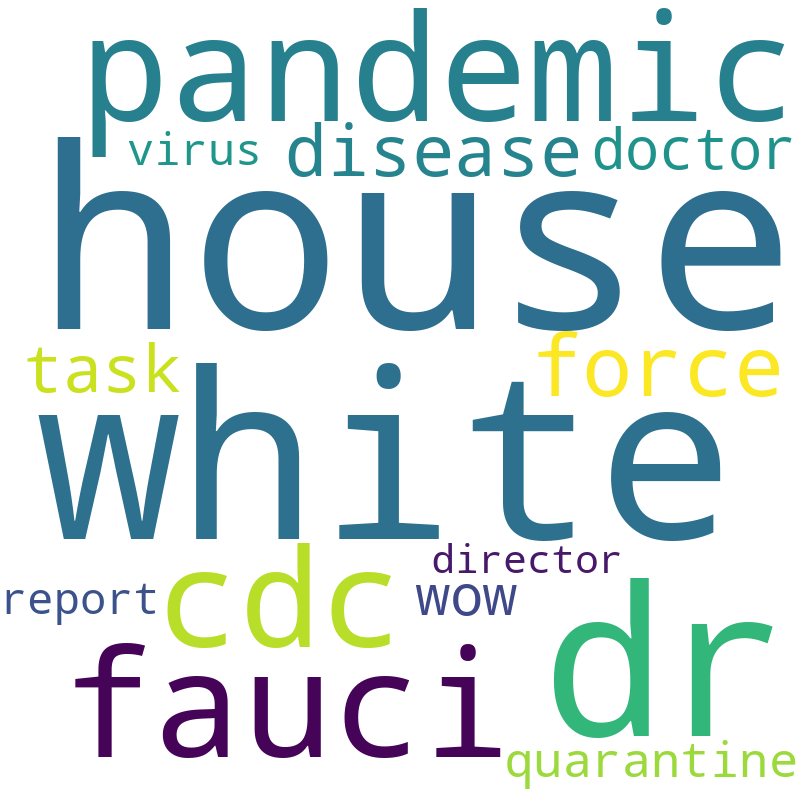 pandemic
virus disease doctor
house
task force
white
director
report cdc wow
fauci dr
quarantine